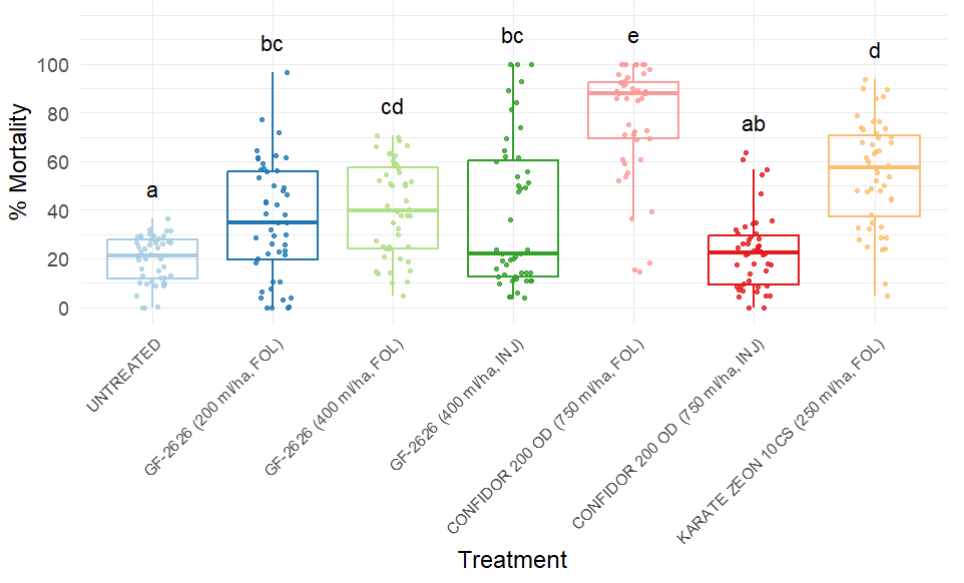 % Mortality
100
80
60
40
20
0
a
bc
cd
bc
e
ab
d
UNTREATED
GF-2626 (200 ml/ha, FOL)
GF-2626 (400 ml/ha, FOL)
GF-2626 (400 ml/ha, INJ)
CONFIDOR 200 OD (750 ml/ha, FOL)
CONFIDOR 200 OD (750 ml/ha, INJ)
KARATE ZEON 10CS (250 ml/ha, FOL)
Treatment